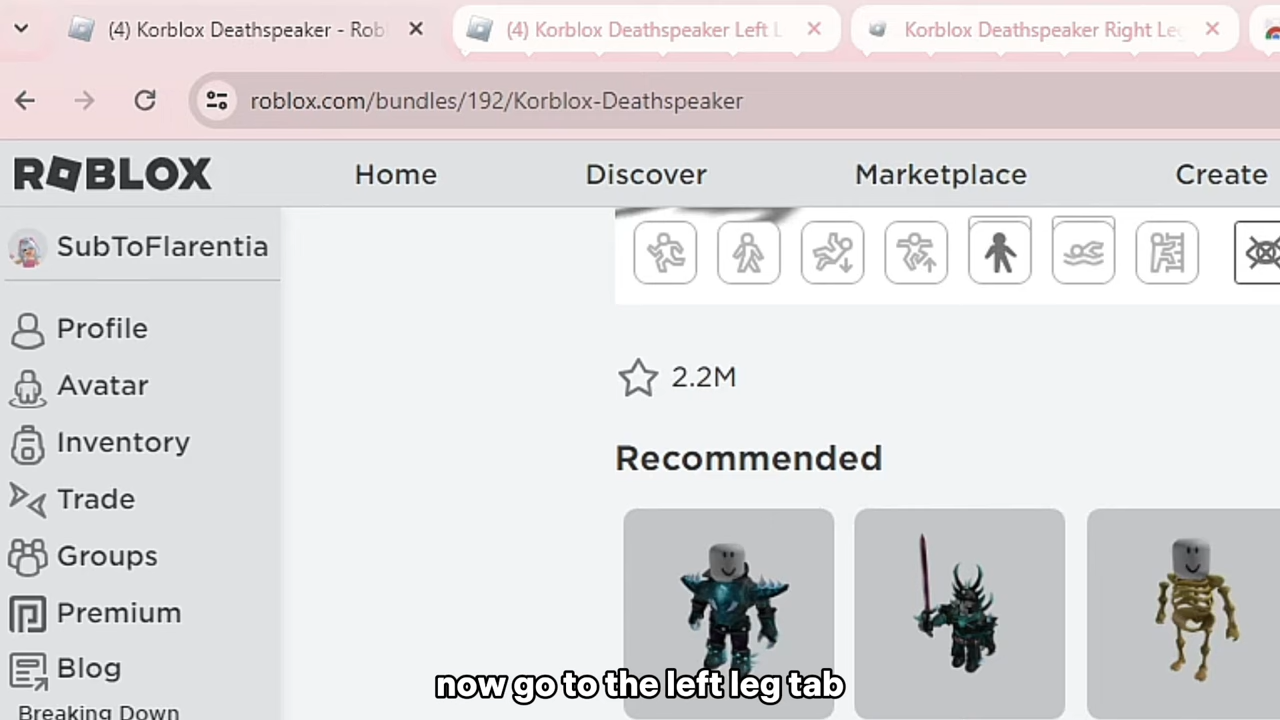 (4) Korblox Deathspeaker - Rob
(4) Korblox Deathspeaker Left L
Korblox Deathspeaker Right Leg
roblox.com/bundles/192/Korblox-Deathspeaker
ROBLOX
Home
Discover
Marketplace
Create
SubToFlarentia
Profile
Avatar
Inventory
Trade
Groups
Premium
Blog
Breaking Down
2.2M
Recommended
now go to the left leg tab